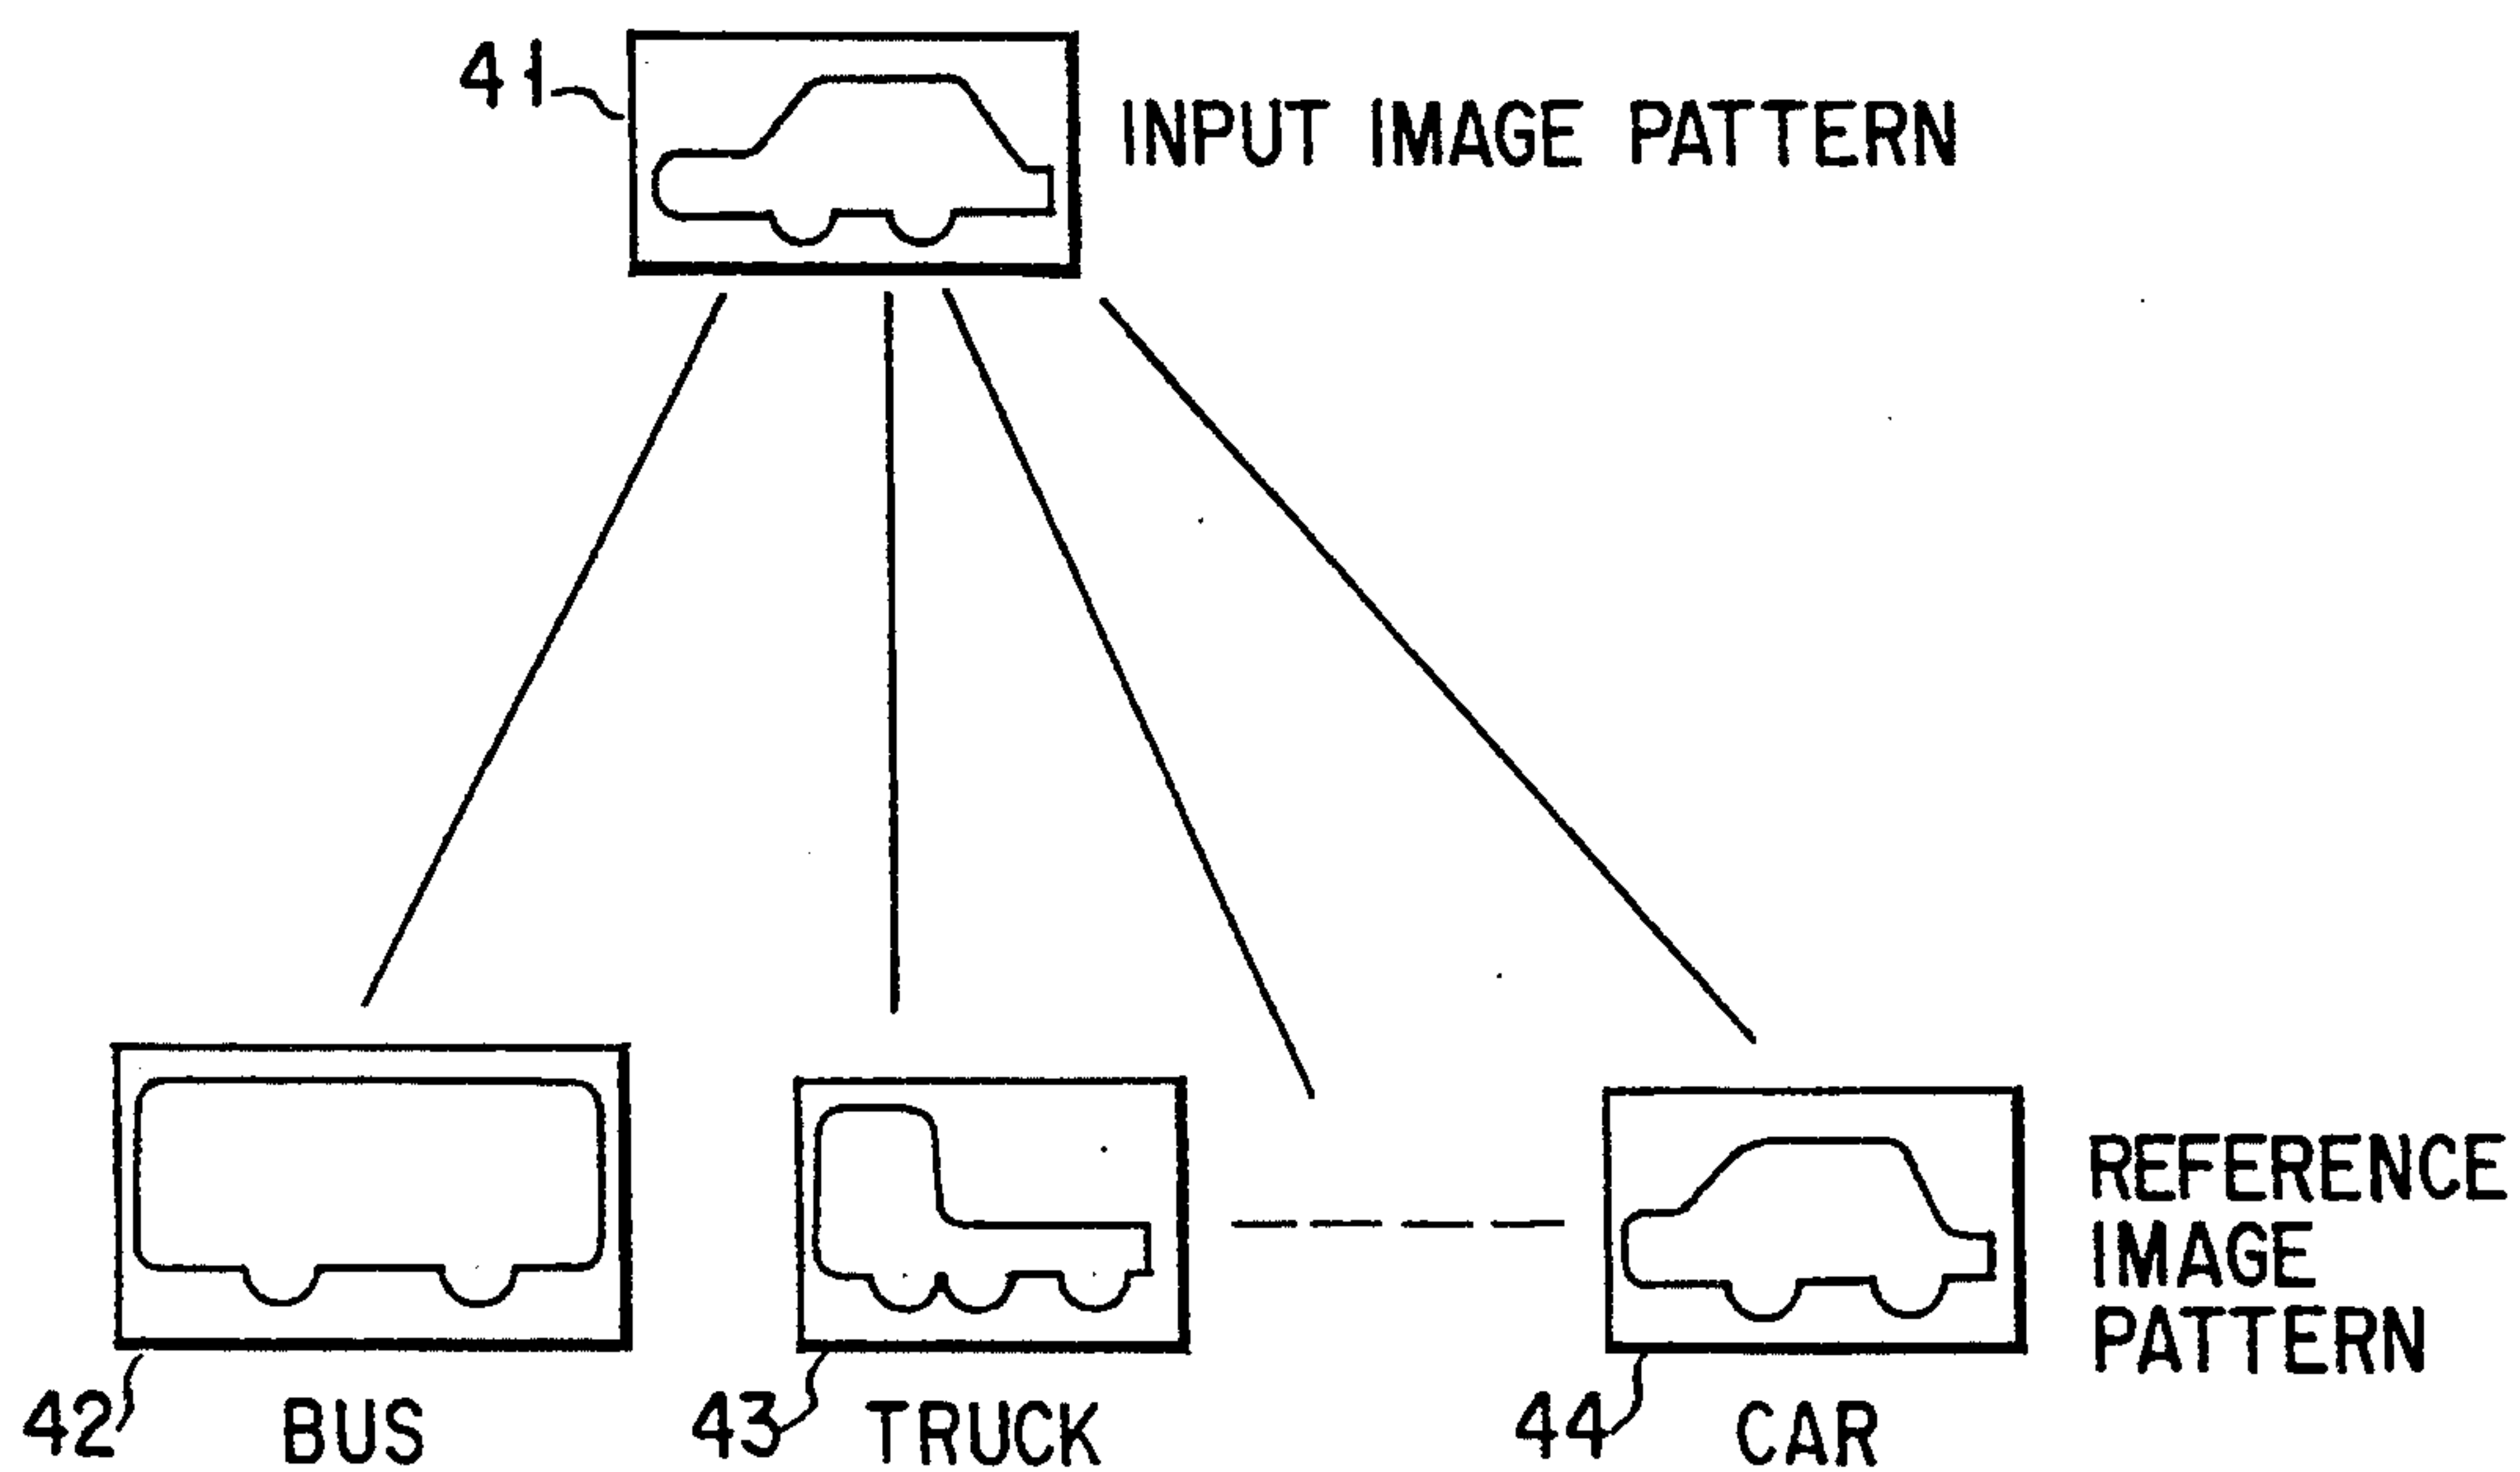 41
INPUT IMAGE PATTERN
REFERENCE
IMAGE
PATTERN
42
BUS
43
TRUCK
44
CAR